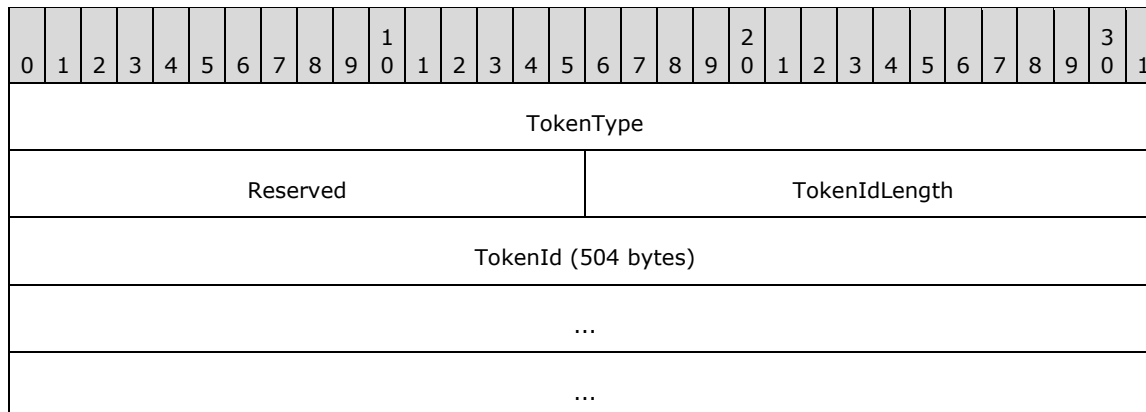 0 1 2 3 4 5 6 7 8 9 1 0 1 2 3 4 5 6 7 8 9 2 0 1 2 3 4 5 6 7 8 9 3 0 1
TokenType
Reserved TokenIdLength
TokenId (504 bytes)
...
...